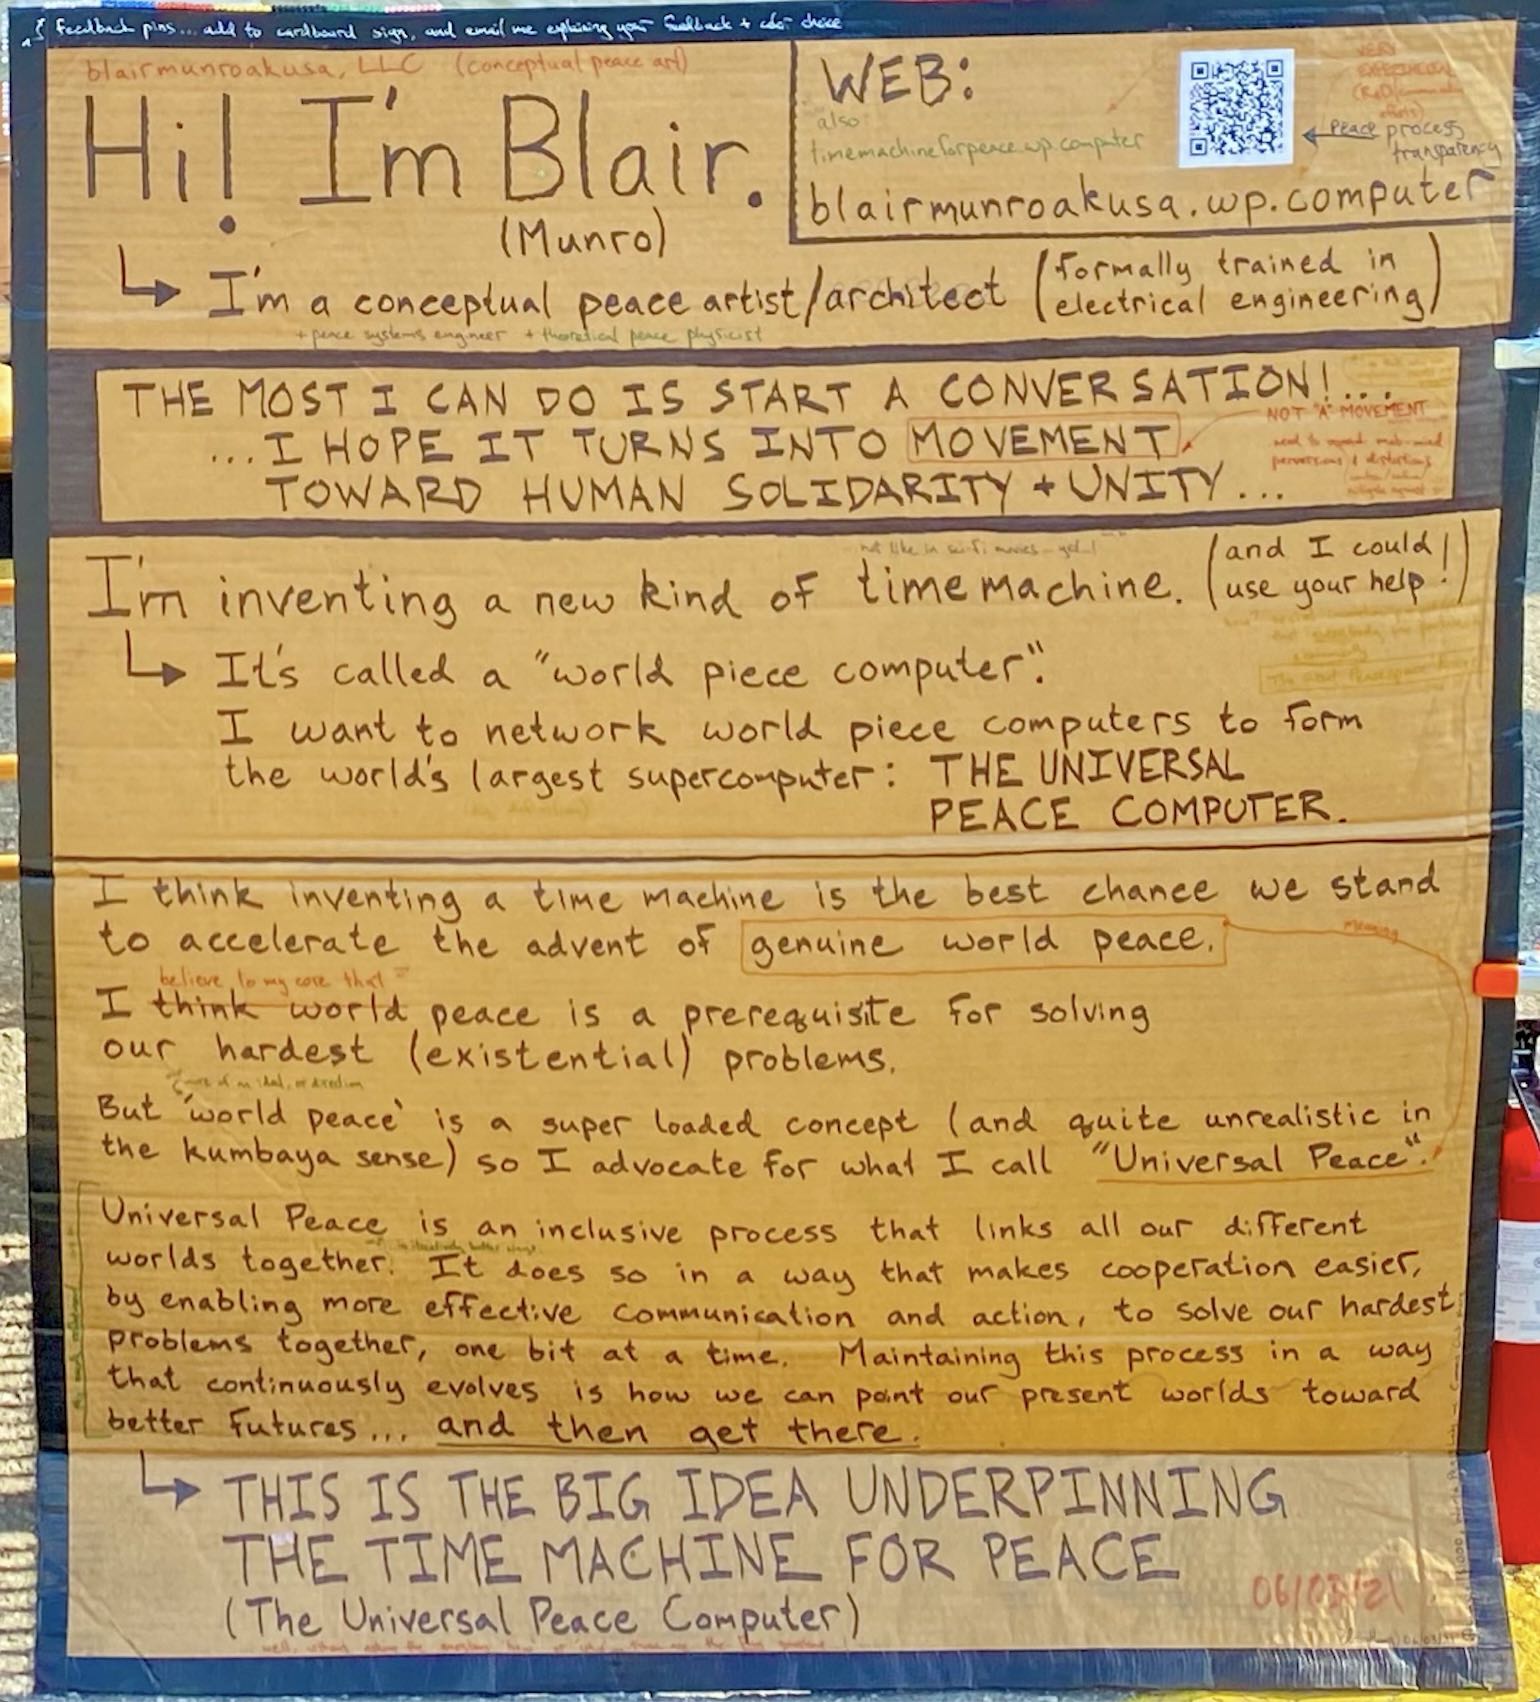 feedback pins... add to cardboard sign, and email me explaining your feedback + color choice
blairmunroakusa, LLC (conceptual peace art)
Hi! I'm Blair.
(Munro)
WEB:
also
timemachineforpeace.wp.computer
VERY
EXPERIMENTAL
peace process
transparency
blairmunroakusa.wp.computer
I'm a conceptual peace artist/architect (formally trained in
electrical engineering)
+ peace systems engineer + theoretical peace physicist
THE MOST I CAN DO IS START A CONVERSATION!...
NOT "A" MOVEMENT
...I HOPE IT TURNS INTO MOVEMENT
perversions & distortions
TOWARD HUMAN SOLIDARITY + UNITY...
not like in sci-fi movies - yet...!
I'm inventing a new kind of time machine. (and I could
use your help!)
It's called a "world piece computer".
I want to network world piece computers to form
the world's largest supercomputer: THE UNIVERSAL
PEACE COMPUTER.
I think inventing a time machine is the best chance we stand
to accelerate the advent of genuine world peace.
meaning
believe to my core that
I think world peace is a prerequisite for solving
our hardest (existential) problems.
more of an ideal, or direction
But 'world peace' is a super loaded concept (and quite unrealistic in
the kumbaya sense) so I advocate for what I call "Universal Peace".
Universal Peace is an inclusive process that links all our different
worlds together. It does so in a way that makes cooperation easier,
by enabling more effective communication and action, to solve our hardest
problems together, one bit at a time. Maintaining this process in a way
that continuously evolves is how we can point our present worlds toward
better futures... and then get there.
THIS IS THE BIG IDEA UNDERPINNING
THE TIME MACHINE FOR PEACE
(The Universal Peace Computer)
06/03/21